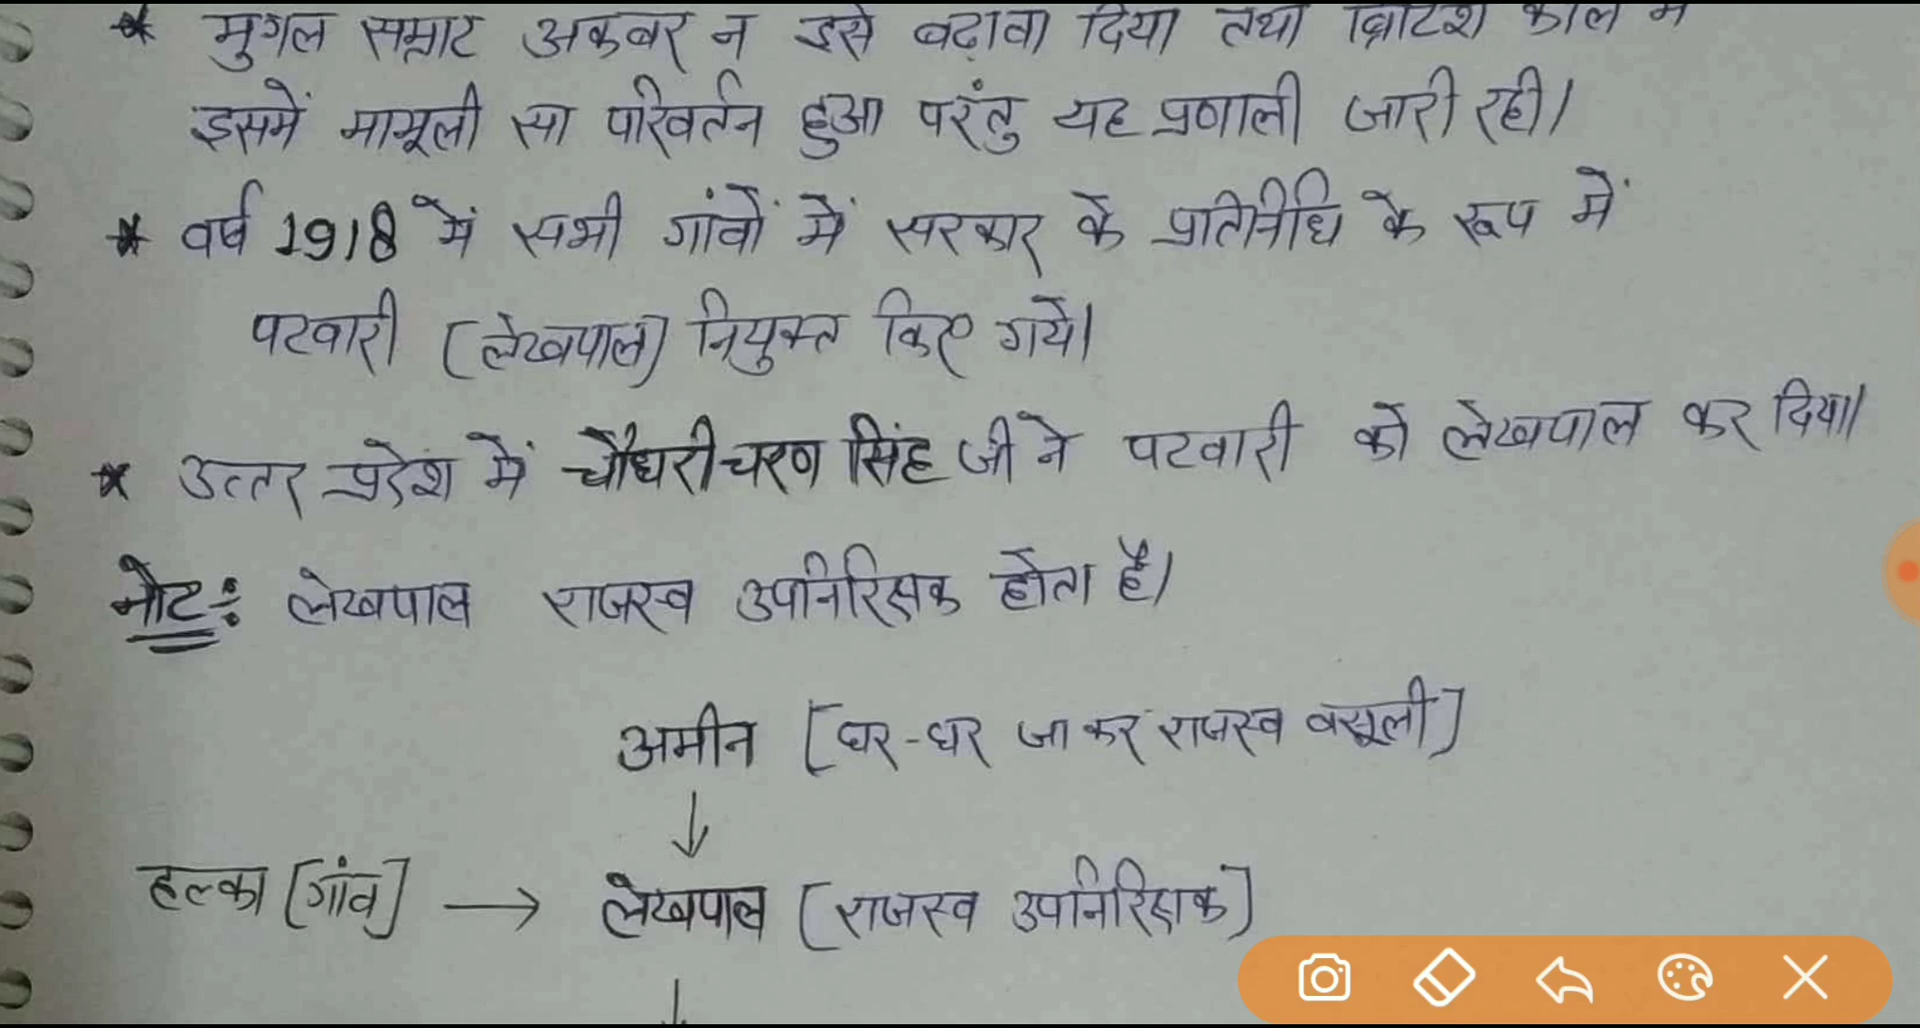 * मुगल सम्राट अकबर ने इसे बढ़ावा दिया तथा ब्रिटिश काल में
इसमें मामूली सा परिवर्तन हुआ परंतु यह प्रणाली जारी रही।
* वर्ष 1918 में सभी गांवों में सरकार के प्रतिनिधि के रूप में
पटवारी [लेखपाल] नियुक्त किए गये।
* उत्तर प्रदेश में चौधरी चरण सिंह जी ने पटवारी को लेखपाल कर दिया।
नोट:- लेखपाल राजस्व उपनिरिक्षक होता है।
अमीन [घर-घर जा कर राजस्व वसूली]
↓
हल्का [गांव] → लेखपाल [राजस्व उपनिरिक्षक]
↓